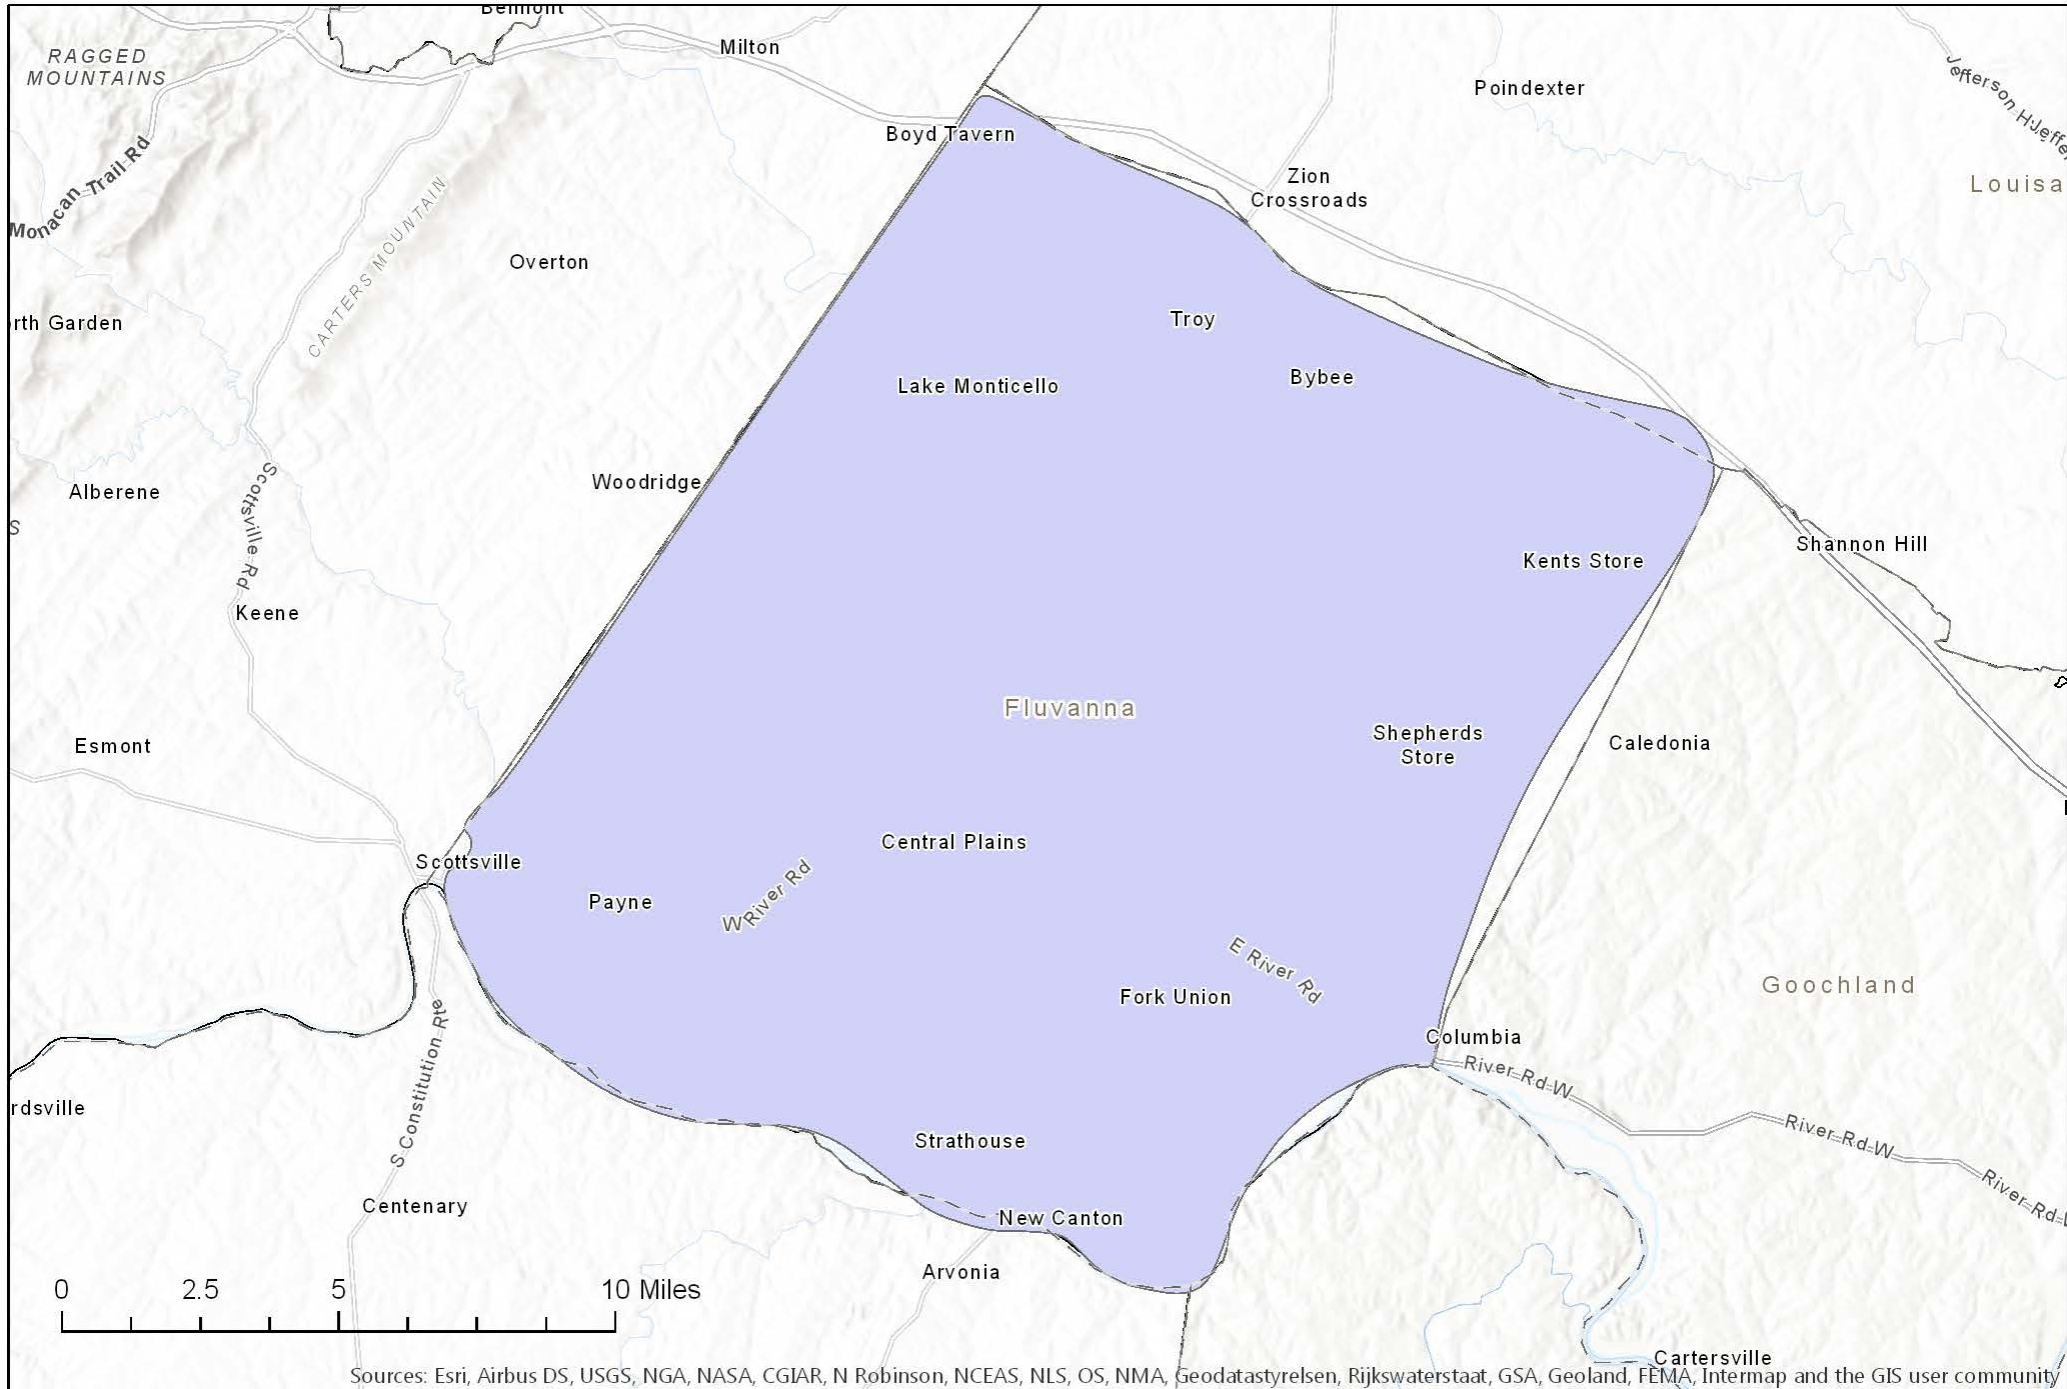 Belmont
RAGGED
MOUNTAINS
Milton
Poindexter
Jefferson H
Jeffe
Boyd Tavern
Monacan Trail Rd
Zion
Crossroads
Louisa
CARTERS MOUNTAIN
Overton
rth Garden
Troy
Lake Monticello
Bybee
Woodridge
Alberene
Scottsville Rd
S
Shannon Hill
Kents Store
Keene
Fluvanna
Shepherds
Store
Caledonia
Esmont
Central Plains
Scottsville
Payne
W River Rd
E River Rd
Fork Union
Goochland
Columbia
S Constitution Rte
River Rd W
rdsville
River Rd W
Strathouse
River Rd W
Centenary
New Canton
Arvonia
0 2.5 5 10 Miles
Cartersville
Sources: Esri, Airbus DS, USGS, NGA, NASA, CGIAR, N Robinson, NCEAS, NLS, OS, NMA, Geodatastyrelsen, Rijkswaterstaat, GSA, Geoland, FEMA, Intermap and the GIS user community